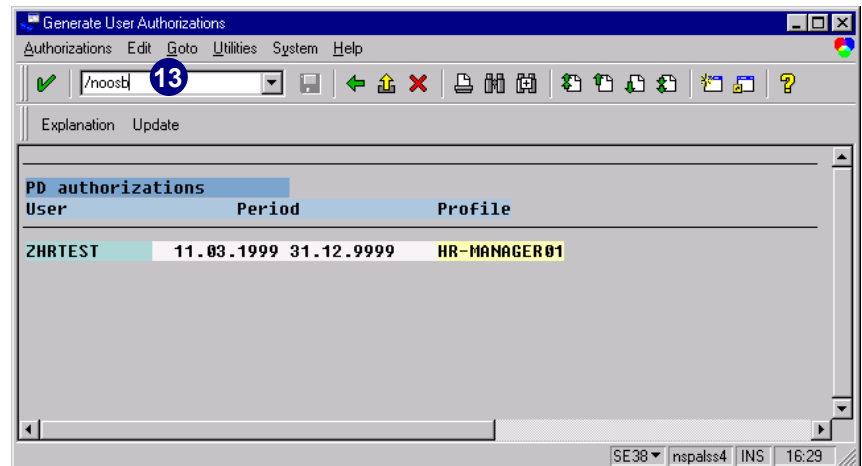 Generate User Authorizations
Authorizations Edit Goto Utilities System Help
/noosb 13
Explanation Update
PD authorizations
User Period Profile
ZHRTEST 11.03.1999 31.12.9999 HR-MANAGER01
SE38 nspalss4 INS 16:29